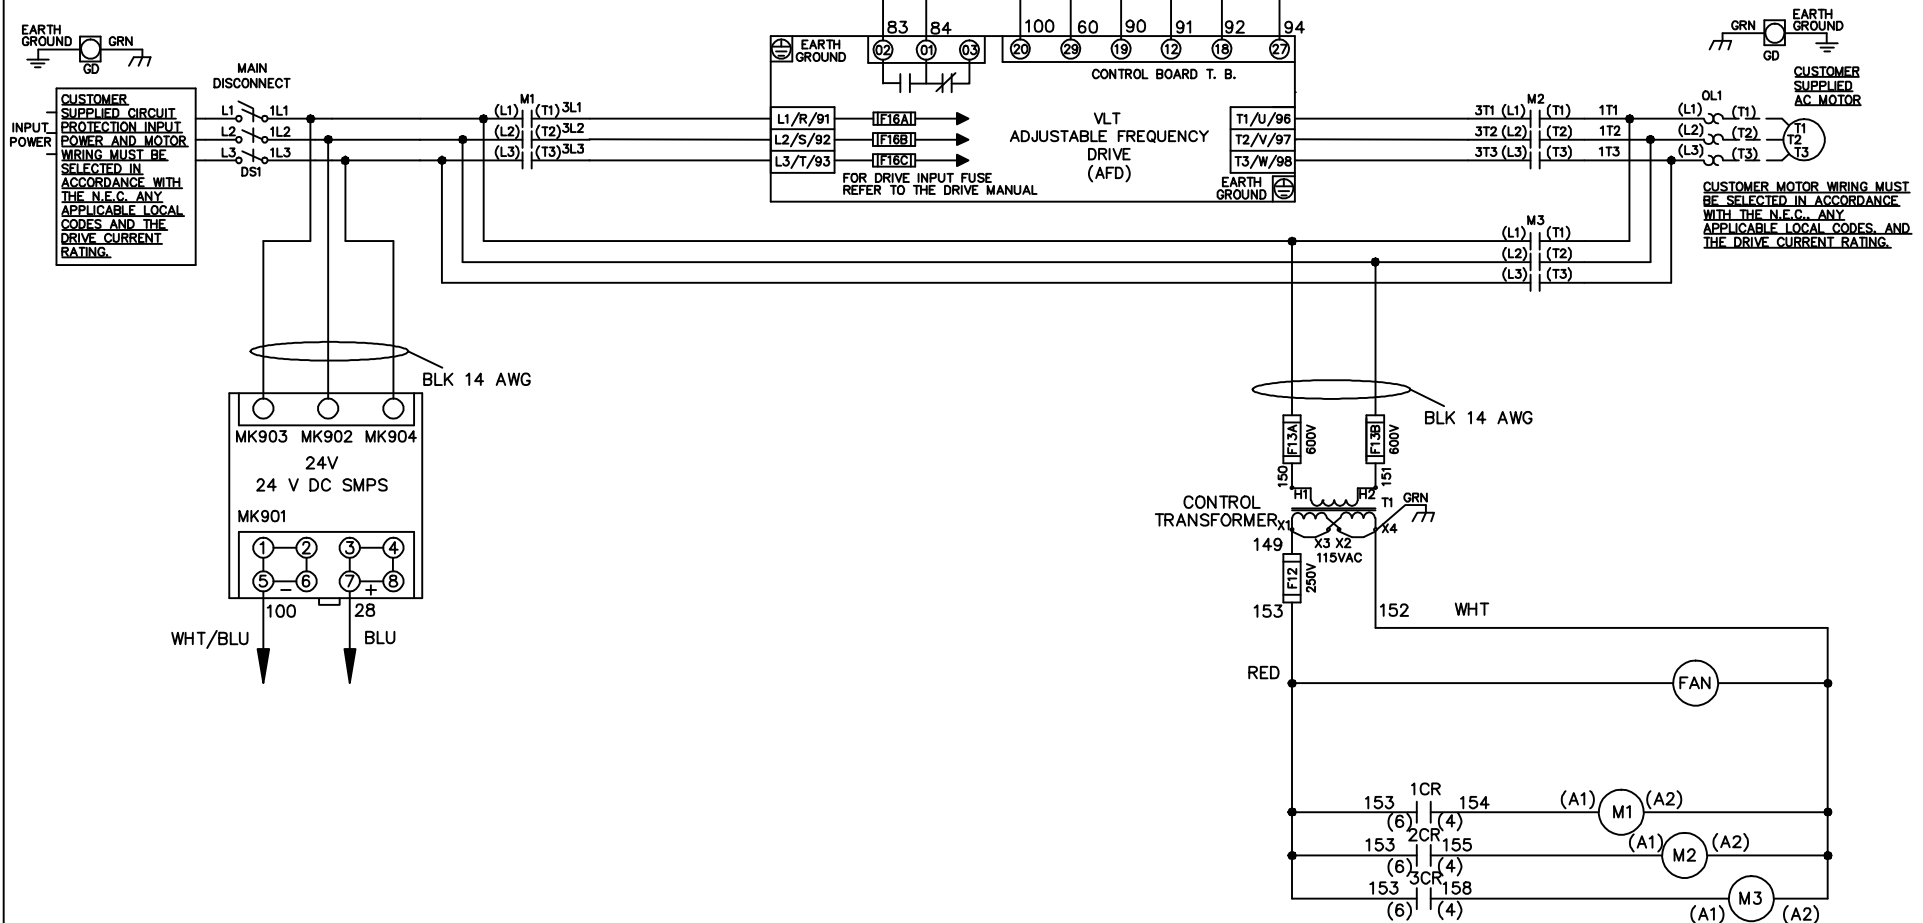 83 84 100 60 90 91 92 94
EARTH
GROUND
GRN
GD
EARTH
GROUND
02 01 03 20 29 19 12 18 27
CONTROL BOARD T. B.
GRN
EARTH
GROUND
GD
CUSTOMER
SUPPLIED
AC MOTOR
MAIN
DISCONNECT
INPUT
POWER
CUSTOMER
SUPPLIED CIRCUIT
PROTECTION INPUT
POWER AND MOTOR
WIRING MUST BE
SELECTED IN
ACCORDANCE WITH
THE N.E.C. ANY
APPLICABLE LOCAL
CODES AND THE
DRIVE CURRENT
RATING.
L1 1L1
L2 1L2
L3 1L3
DS1
M1
(L1) (T1) 3L1
(L2) (T2) 3L2
(L3) (T3) 3L3
L1/R/91 F16A
L2/S/92 F16B
L3/T/93 F16C
FOR DRIVE INPUT FUSE
REFER TO THE DRIVE MANUAL
VLT
ADJUSTABLE FREQUENCY
DRIVE
(AFD)
T1/U/96
T2/V/97
T3/W/98
EARTH
GROUND
M2
3T1 (L1) (T1) 1T1
3T2 (L2) (T2) 1T2
3T3 (L3) (T3) 1T3
OL1
(L1) (T1)
(L2) (T2)
(L3) (T3)
T1
T2
T3
CUSTOMER MOTOR WIRING MUST
BE SELECTED IN ACCORDANCE
WITH THE N.E.C., ANY
APPLICABLE LOCAL CODES, AND
THE DRIVE CURRENT RATING.
M3
(L1) (T1)
(L2) (T2)
(L3) (T3)
BLK 14 AWG
MK903 MK902 MK904
24V
24 V DC SMPS
MK901
1 2 3 4
5 6 7 8
− +
100 28
WHT/BLU BLU
BLK 14 AWG
F13A 600V F13B 600V
150 151
H1 H2 T1 GRN
CONTROL
TRANSFORMER
X1 X3 X2 X4
115VAC
149
F12 250V
153 152 WHT
RED
FAN
1CR
153 154 (A1) M1 (A2)
(6) (4)
2CR
153 155 (A1) M2 (A2)
(6) (4)
3CR
153 158 M3
(6) (4) (A1) (A2)